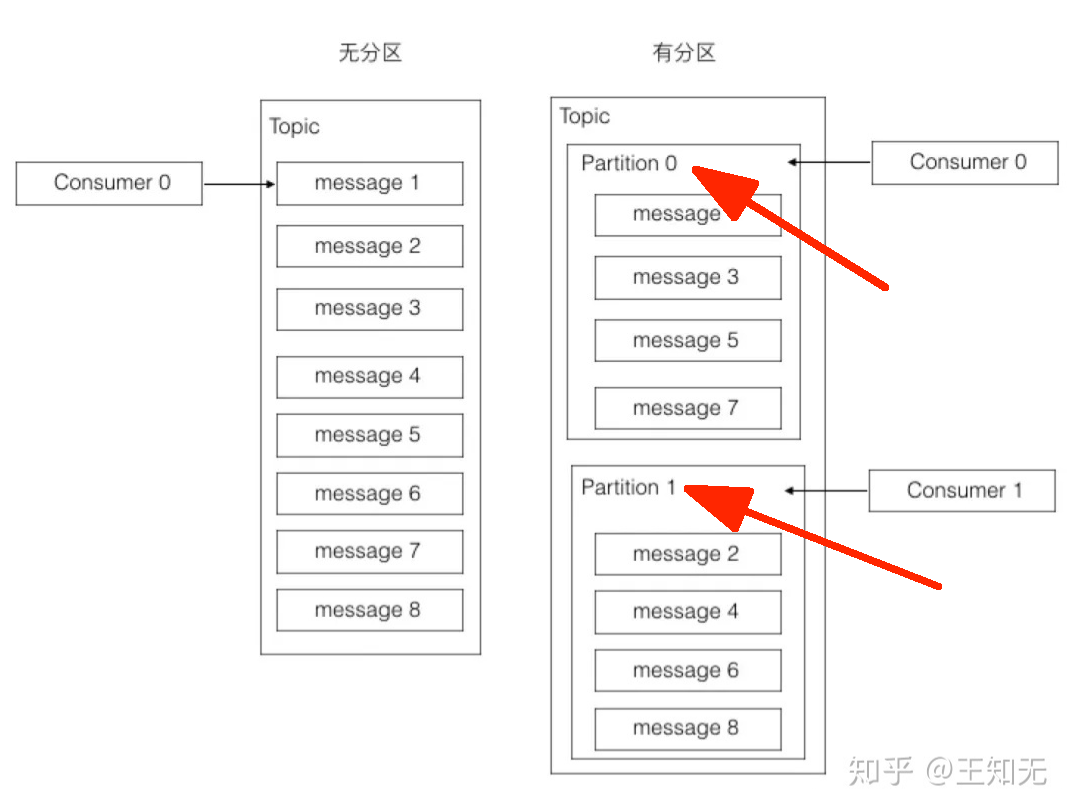 无分区
Topic
Consumer 0
message 1
message 2
message 3
message 4
message 5
message 6
message 7
message 8
有分区
Topic
Partition 0
Consumer 0
message
message 3
message 5
message 7
Partition 1
Consumer 1
message 2
message 4
message 6
message 8
知乎 @王知无